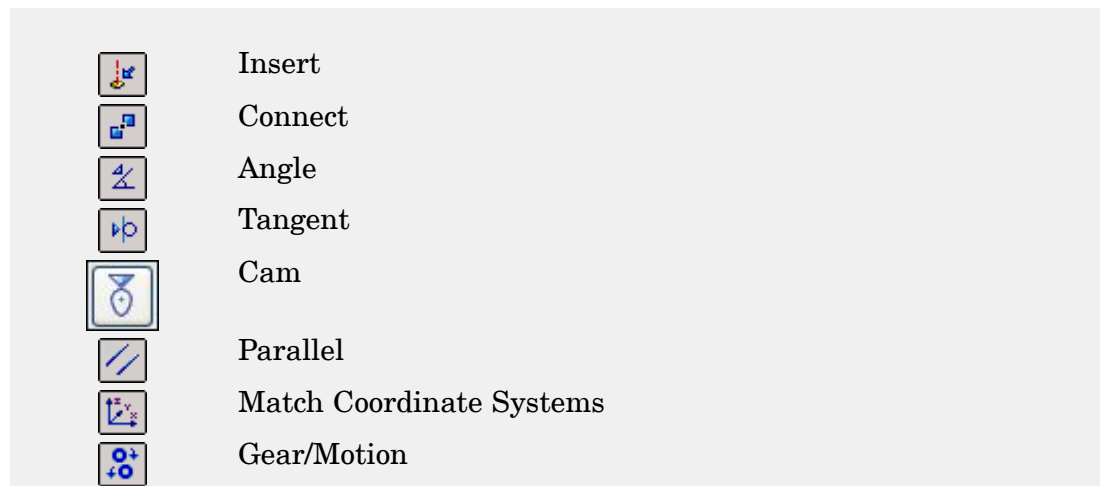 Insert
Connect
Angle
Tangent
Cam
Parallel
Match Coordinate Systems
Gear/Motion